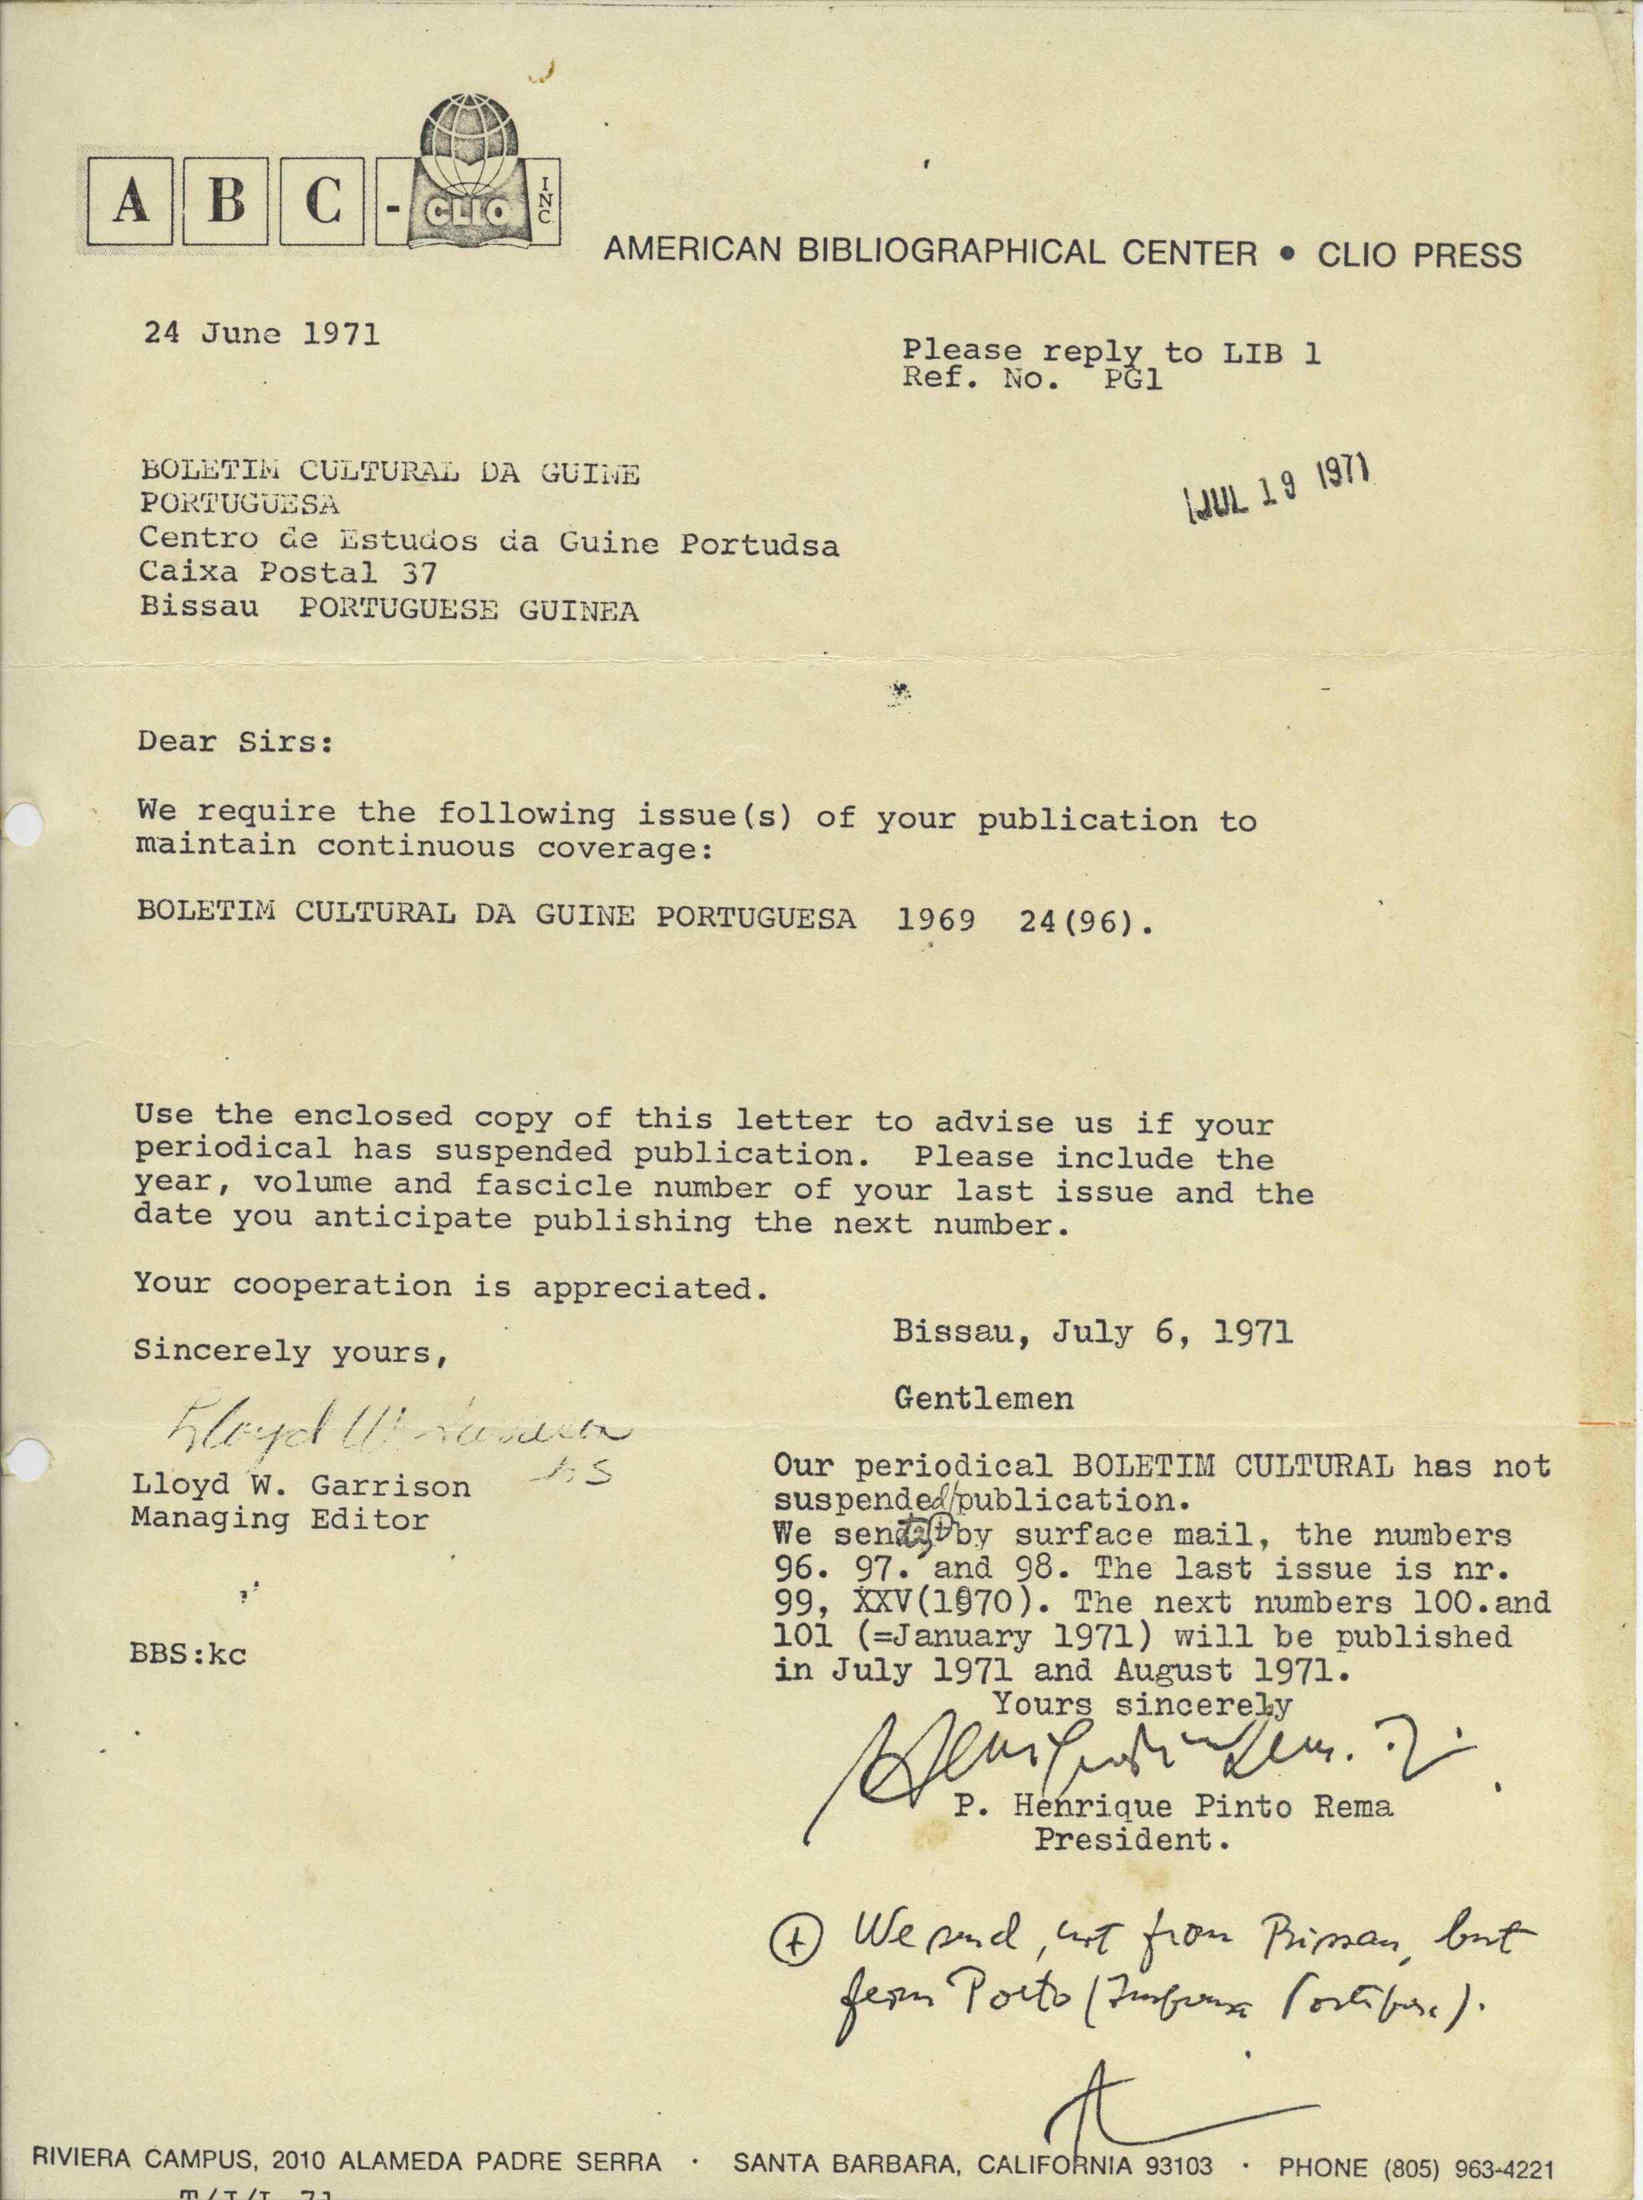 A B C - CLIO INC
AMERICAN BIBLIOGRAPHICAL CENTER • CLIO PRESS
24 June 1971
Please reply to LIB 1
Ref. No. PG1
BOLETIM CULTURAL DA GUINE
PORTUGUESA
Centro de Estudos da Guine Portudsa
Caixa Postal 37
Bissau PORTUGUESE GUINEA
JUL 19 1971
Dear Sirs:
We require the following issue(s) of your publication to
maintain continuous coverage:
BOLETIM CULTURAL DA GUINE PORTUGUESA 1969 24(96).
Use the enclosed copy of this letter to advise us if your
periodical has suspended publication. Please include the
year, volume and fascicle number of your last issue and the
date you anticipate publishing the next number.
Your cooperation is appreciated.
Sincerely yours,
Lloyd W. Garrison
Lloyd W. Garrison
Managing Editor
BBS:kc
Bissau, July 6, 1971
Gentlemen
Our periodical BOLETIM CULTURAL has not
suspended/publication.
We send by surface mail, the numbers
96. 97. and 98. The last issue is nr.
99, XXV(1970). The next numbers 100.and
101 (=January 1971) will be published
in July 1971 and August 1971.
Yours sincerely
P. Henrique Pinto Rema
President.
(+) We send, not from Bissau, but
from Porto (
RIVIERA CAMPUS, 2010 ALAMEDA PADRE SERRA · SANTA BARBARA, CALIFORNIA 93103 · PHONE (805) 963-4221